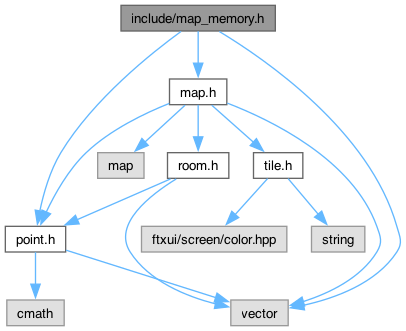 include/map_memory.h
map.h
map
room.h
tile.h
point.h
ftxui/screen/color.hpp
string
cmath
vector